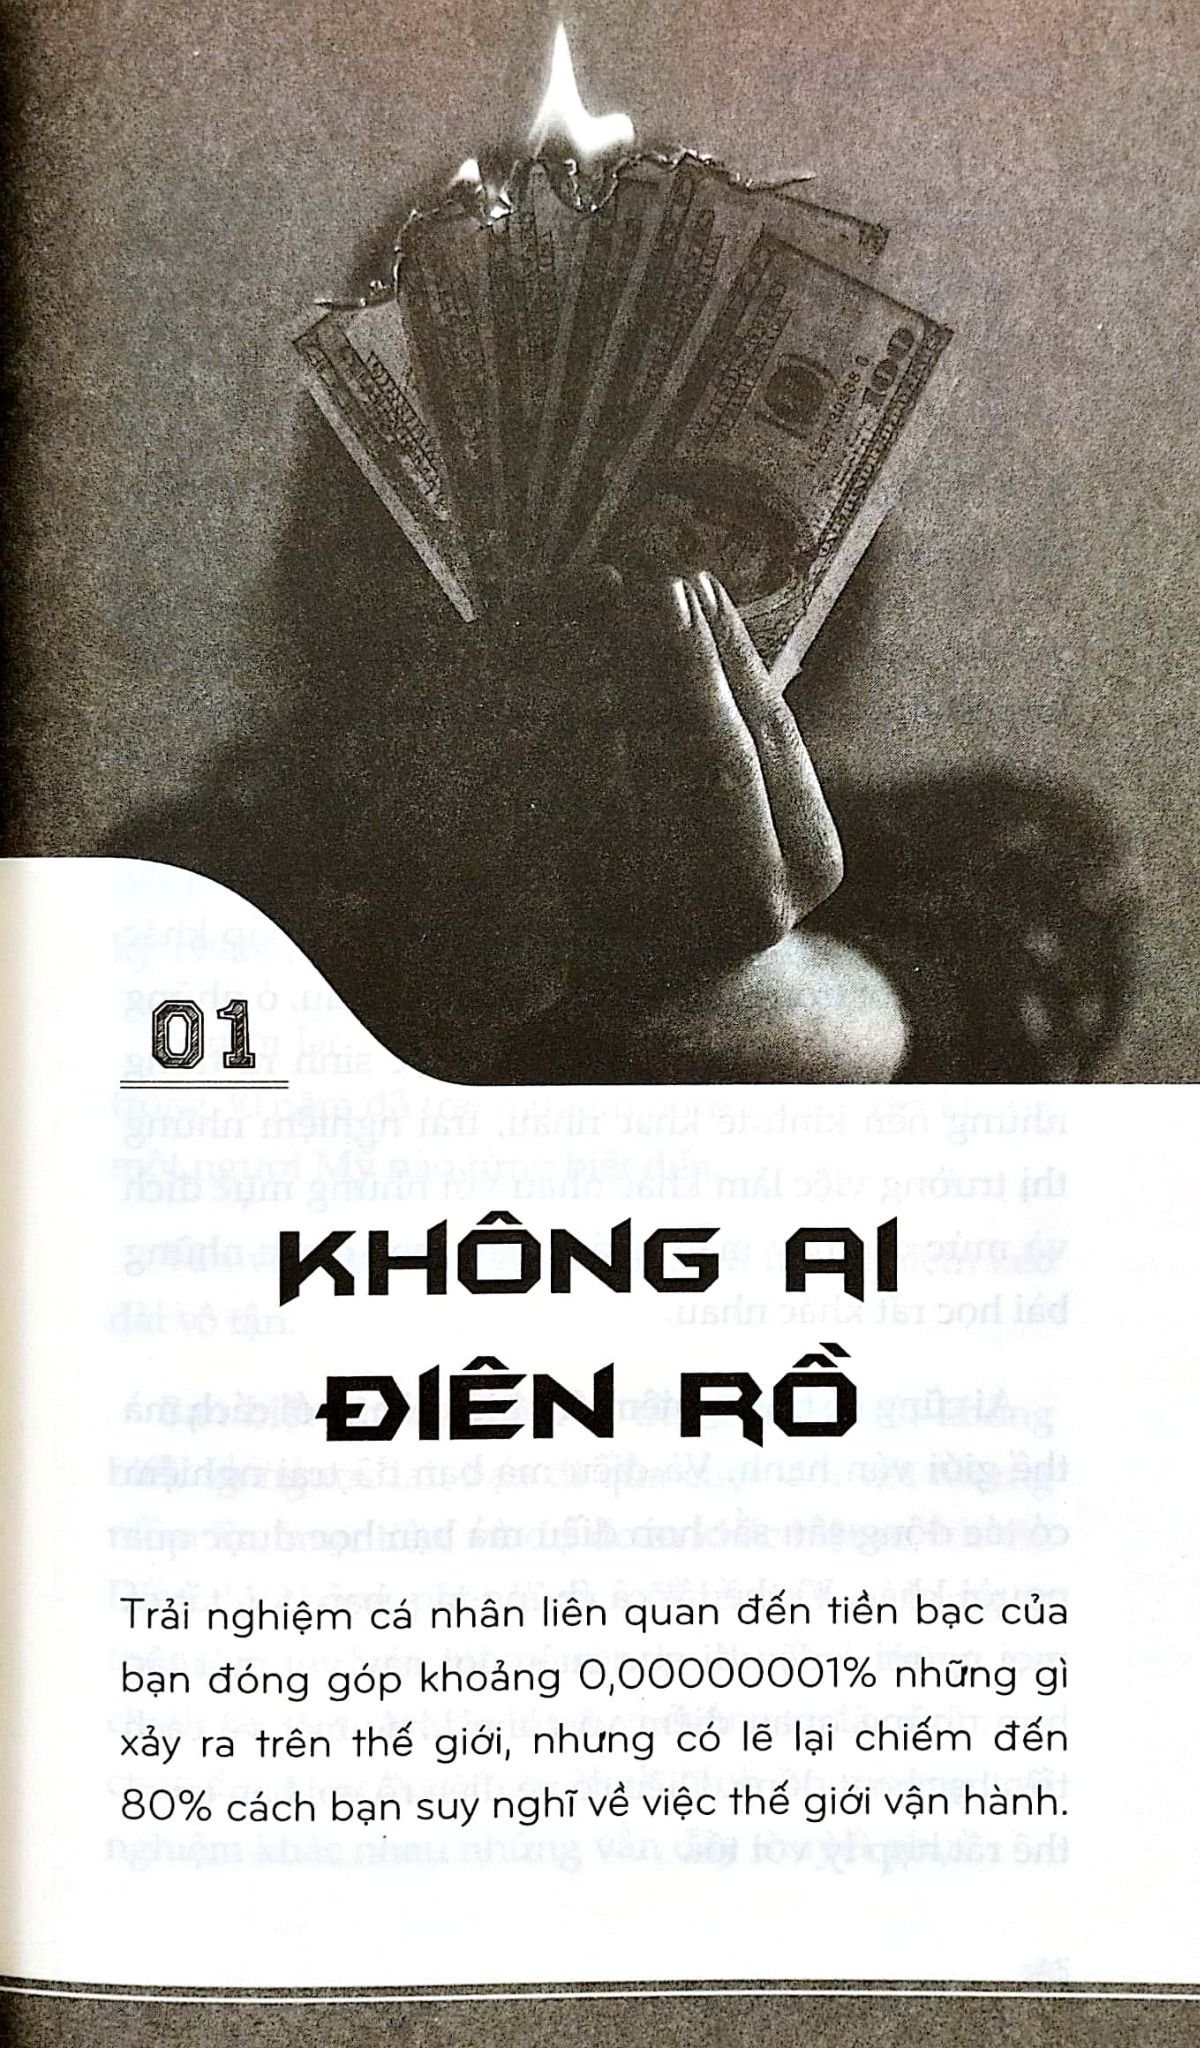 01
KHÔNG AI
ĐIÊN RỒ
Trải nghiệm cá nhân liên quan đến tiền bạc của
bạn đóng góp khoảng 0,000000001% những gì
xảy ra trên thế giới, nhưng có lẽ lại chiếm đến
80% cách bạn suy nghĩ về việc thế giới vận hành.